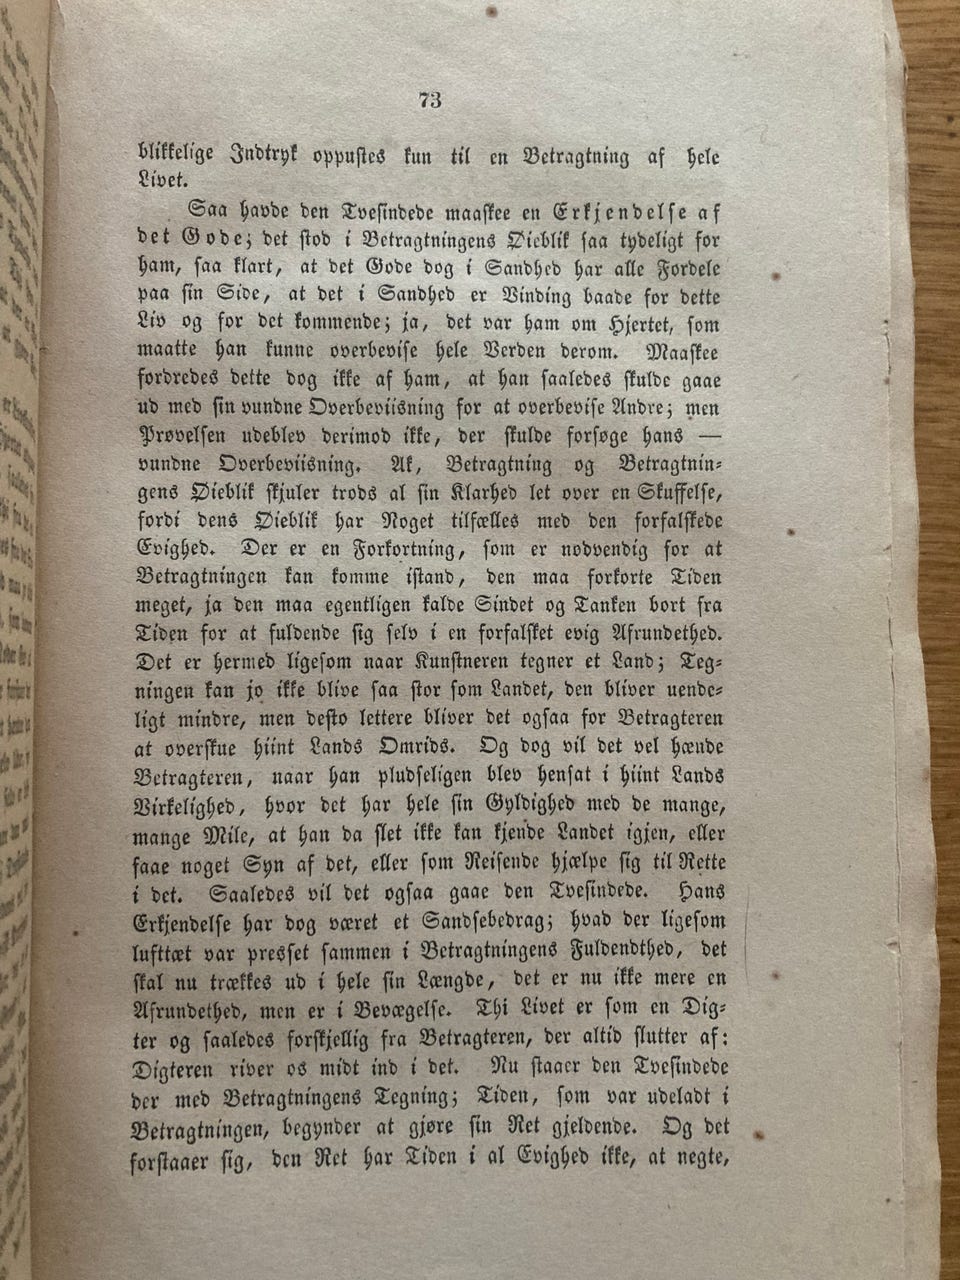 73
blikkelige Indtryk oppustes kun til en Betragtning af hele
Livet.
Saa havde den Tvesindede maaskee en Erkjendelse af
det Gode; det stod i Betragtningens Øieblik saa tydeligt for
ham, saa klart, at det Gode dog i Sandhed har alle Fordele
paa sin Side, at det i Sandhed er Vinding baade for dette
Liv og for det kommende; ja, det var ham om Hjertet, som
maatte han kunne overbevise hele Verden derom. Maaskee
fordredes dette dog ikke af ham, at han saaledes skulde gaae
ud med sin vundne Overbeviisning for at overbevise Andre; men
Prøvelsen udeblev derimod ikke, der skulde forsøge hans —
vundne Overbeviisning. Ak, Betragtning og Betragtnin-
gens Øieblik skjuler trods al sin Klarhed let over en Skuffelse,
fordi dens Øieblik har Noget tilfælles med den forfalskede
Evighed. Der er en Forkortning, som er nødvendig for at
Betragtningen kan komme istand, den maa forkorte Tiden
meget, ja den maa egentligen kalde Sindet og Tanken bort fra
Tiden for at fuldende sig selv i en forfalsket evig Afrundethed.
Det er hermed ligesom naar Kunstneren tegner et Land; Teg-
ningen kan jo ikke blive saa stor som Landet, den bliver uende-
ligt mindre, men desto lettere bliver det ogsaa for Betragteren
at overskue hiint Lands Omrids. Og dog vil det vel hænde
Betragteren, naar han pludseligen blev hensat i hiint Lands
Virkelighed, hvor det har hele sin Gyldighed med de mange,
mange Mile, at han da slet ikke kan kjende Landet igjen, eller
faae noget Syn af det, eller som Reisende hjælpe sig til Rette
i det. Saaledes vil det ogsaa gaae den Tvesindede. Hans
Erkjendelse har dog været et Sandsebedrag; hvad der ligesom
lufttæt var presset sammen i Betragtningens Fuldendthed, det
skal nu trækkes ud i hele sin Længde, det er nu ikke mere en
Afrundethed, men er i Bevægelse. Thi Livet er som en Dig-
ter og saaledes forskjellig fra Betragteren, der altid slutter af:
Digteren river os midt ind i det. Nu staaer den Tvesindede
der med Betragtningens Tegning; Tiden, som var udeladt i
Betragtningen, begynder at gjøre sin Ret gjeldende. Og det
forstaaer sig, den Ret har Tiden i al Evighed ikke, at negte,